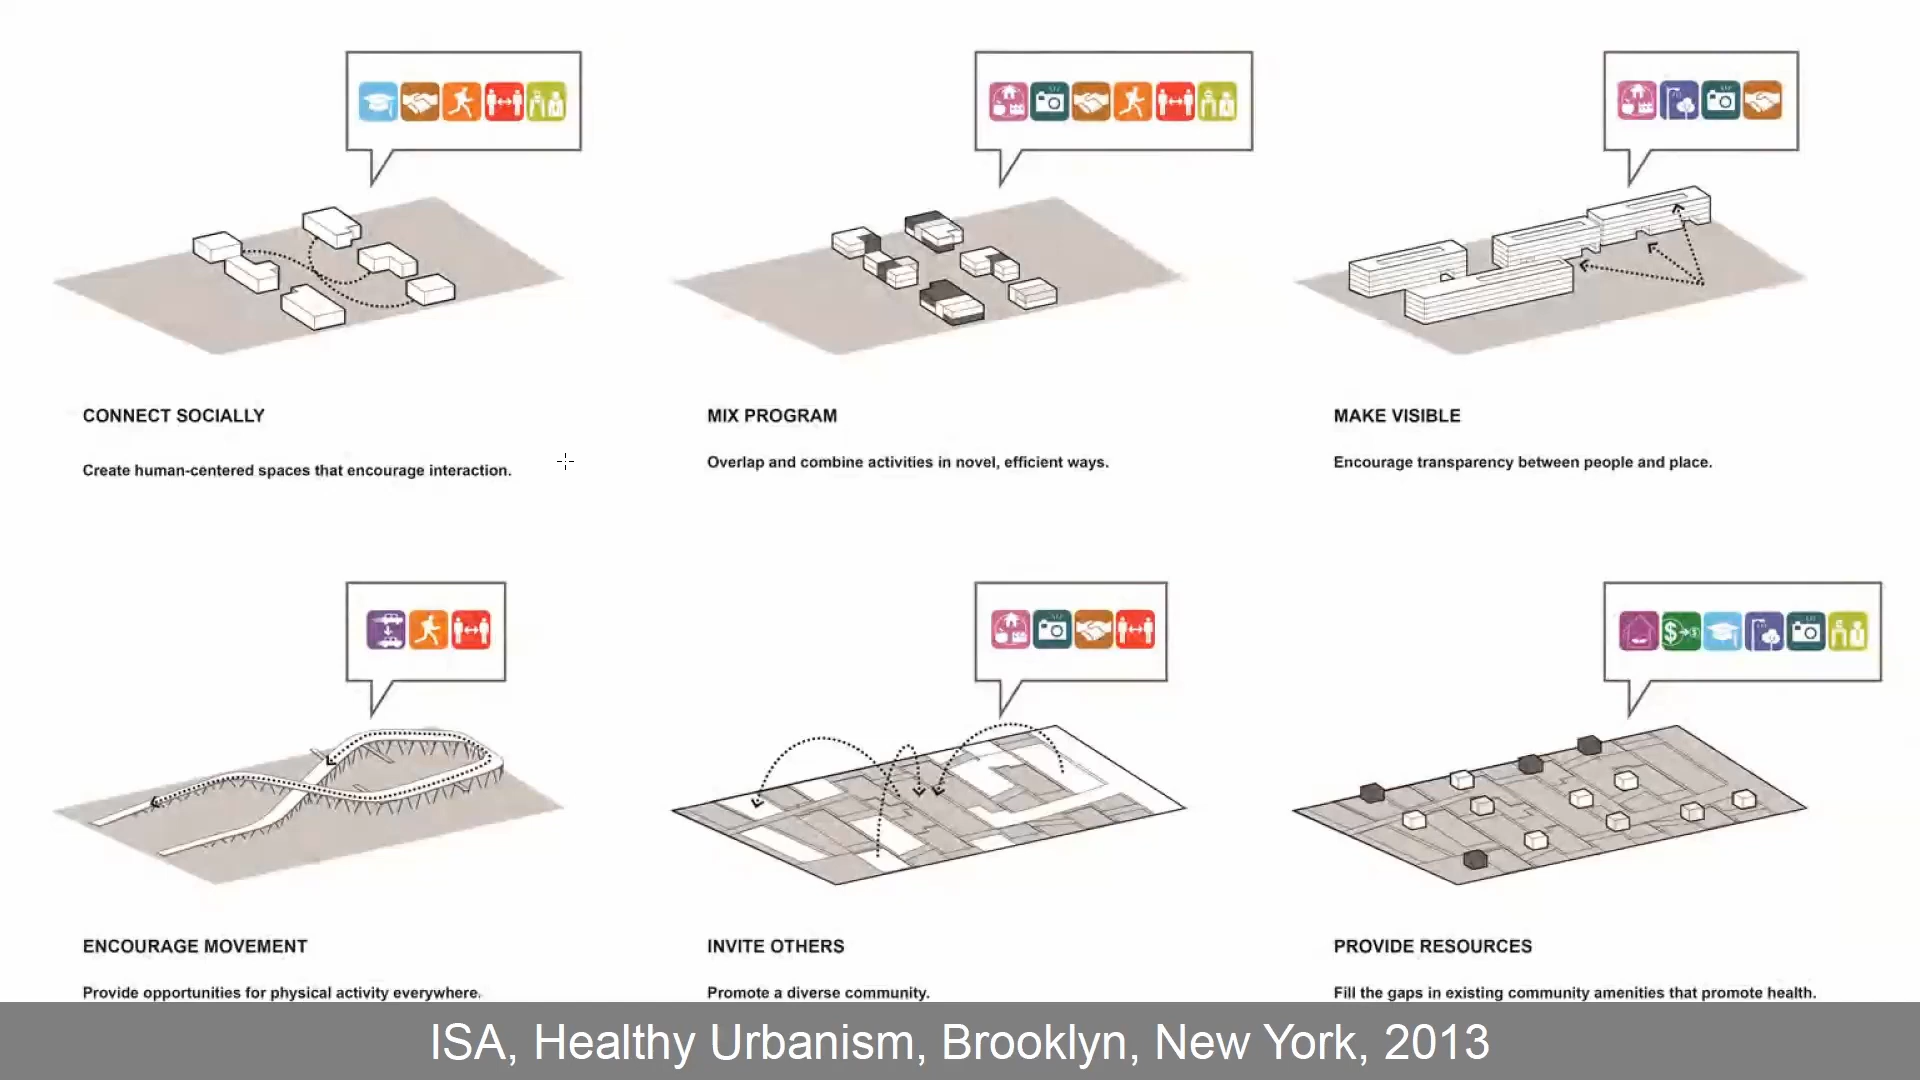 CONNECT SOCIALLY
Create human-centered spaces that encourage interaction.
MIX PROGRAM
Overlap and combine activities in novel, efficient ways.
MAKE VISIBLE
Encourage transparency between people and place.
$→$
ENCOURAGE MOVEMENT
Provide opportunities for physical activity everywhere.
INVITE OTHERS
Promote a diverse community.
PROVIDE RESOURCES
Fill the gaps in existing community amenities that promote health.
ISA, Healthy Urbanism, Brooklyn, New York, 2013